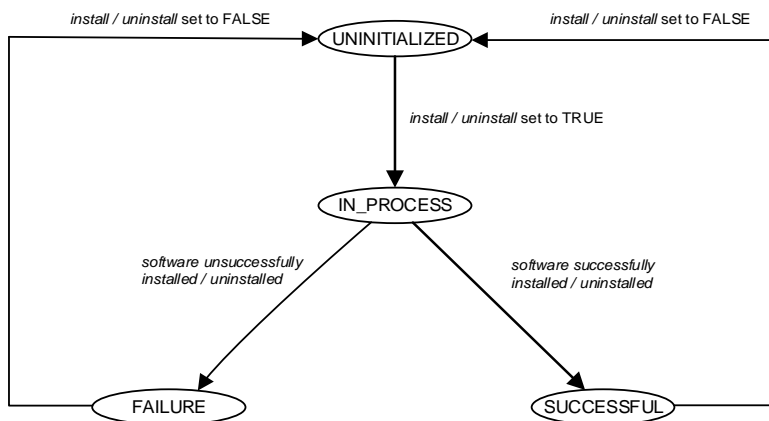 install / uninstall set to FALSE
install / uninstall set to FALSE
UNINITIALIZED
install / uninstall set to TRUE
IN_PROCESS
software unsuccessfully
installed / uninstalled
software successfully
installed / uninstalled
FAILURE
SUCCESSFUL